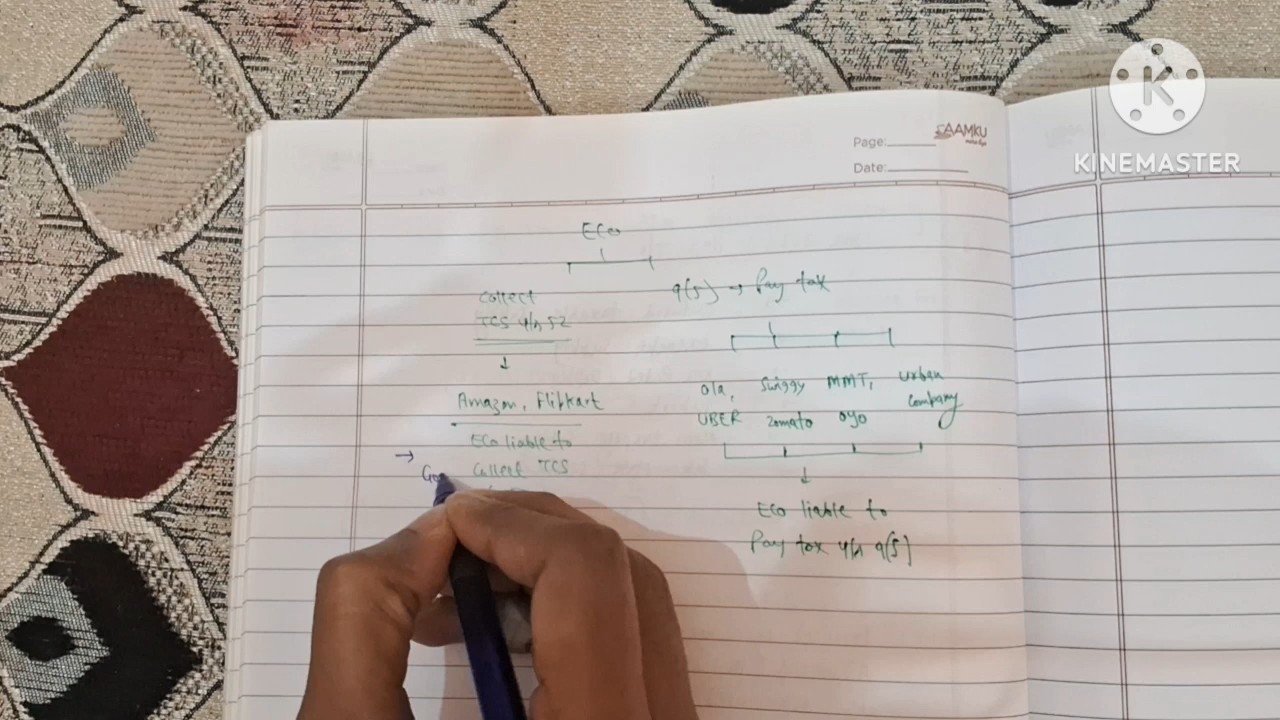 Page:
SAAMKU
Date:
KINEMASTER
ECO
Collect
TCS u/s 52
9(5) → Pay tax
Amazon, Flipkart
ECO liable to
Collect TCS
Ola, Swiggy MMT, Urban
UBER Zomato OYO Company
→
ECO liable to
Pay tax u/s 9(5)